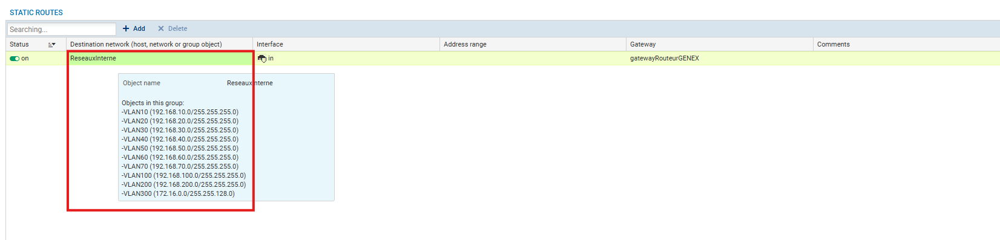 STATIC ROUTES
Searching... + Add × Delete
Status Destination network (host, network or group object) Interface Address range Gateway Comments
on ReseauxInterne in gatewayRouteurGENEX
Object name ReseauxInterne
Objects in this group:
-VLAN10 (192.168.10.0/255.255.255.0)
-VLAN20 (192.168.20.0/255.255.255.0)
-VLAN30 (192.168.30.0/255.255.255.0)
-VLAN40 (192.168.40.0/255.255.255.0)
-VLAN50 (192.168.50.0/255.255.255.0)
-VLAN60 (192.168.60.0/255.255.255.0)
-VLAN70 (192.168.70.0/255.255.255.0)
-VLAN100 (192.168.100.0/255.255.255.0)
-VLAN200 (192.168.200.0/255.255.255.0)
-VLAN300 (172.16.0.0/255.255.128.0)